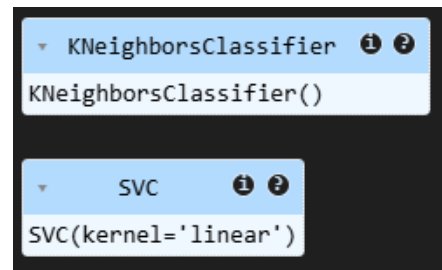 KNeighborsClassifier i ?
KNeighborsClassifier()
SVC i ?
SVC(kernel='linear')